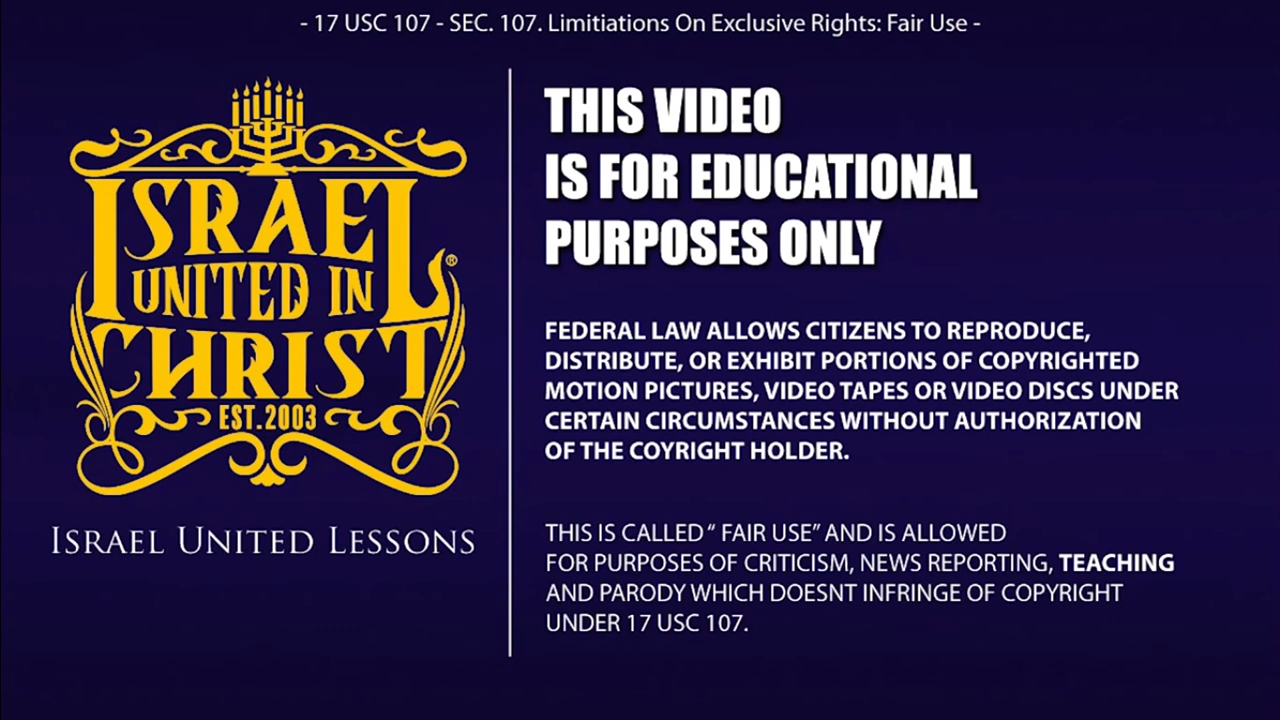 - 17 USC 107 - SEC. 107. Limitiations On Exclusive Rights: Fair Use -
ISRAEL
UNITED IN
CHRIST
EST.2003
®
ISRAEL UNITED LESSONS
THIS VIDEO
IS FOR EDUCATIONAL
PURPOSES ONLY
FEDERAL LAW ALLOWS CITIZENS TO REPRODUCE,
DISTRIBUTE, OR EXHIBIT PORTIONS OF COPYRIGHTED
MOTION PICTURES, VIDEO TAPES OR VIDEO DISCS UNDER
CERTAIN CIRCUMSTANCES WITHOUT AUTHORIZATION
OF THE COYRIGHT HOLDER.
THIS IS CALLED “ FAIR USE” AND IS ALLOWED
FOR PURPOSES OF CRITICISM, NEWS REPORTING, TEACHING
AND PARODY WHICH DOESNT INFRINGE OF COPYRIGHT
UNDER 17 USC 107.